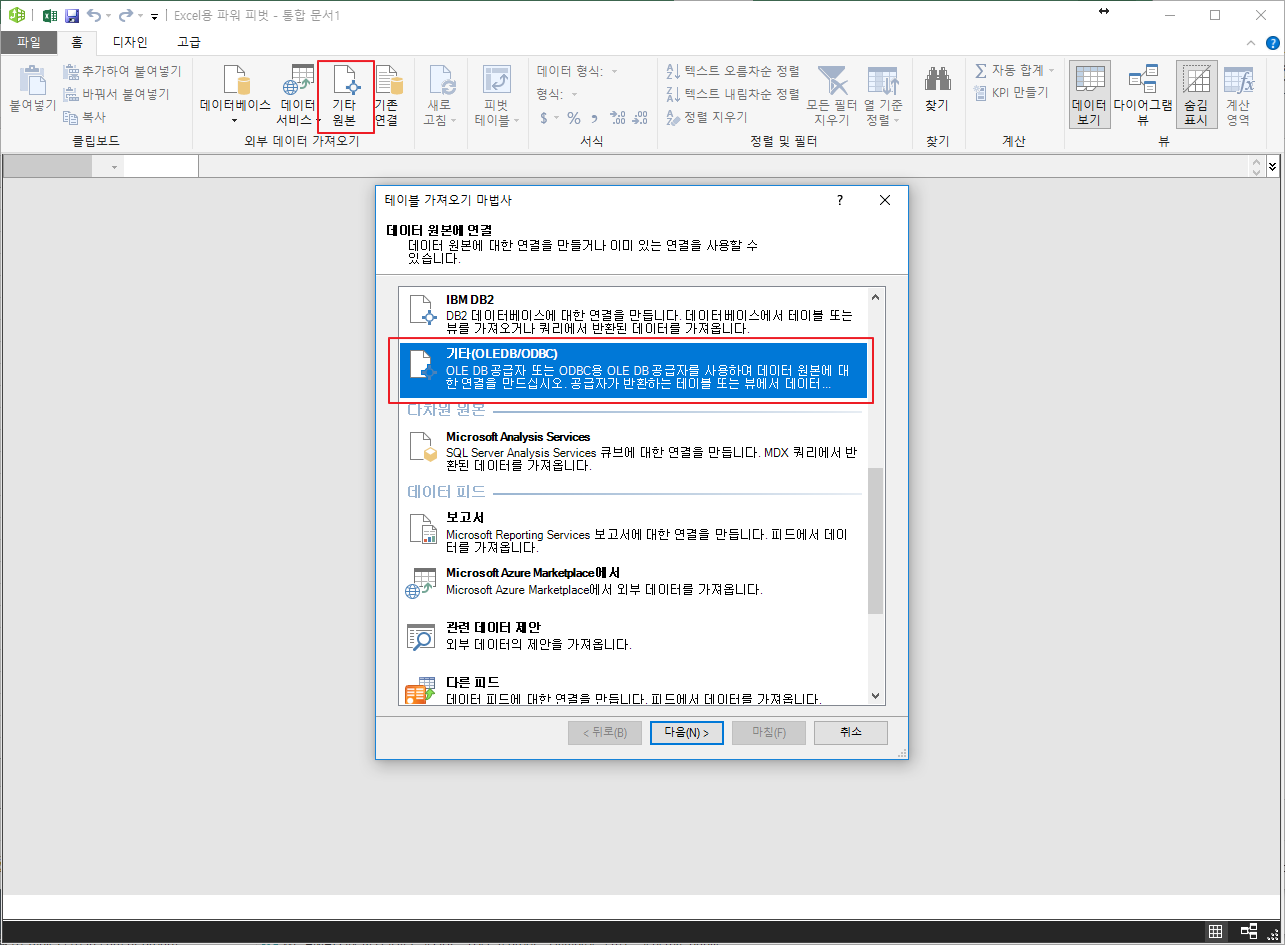 Excel용 파워 피벗 - 통합 문서1
파일 홈 디자인 고급
붙여넣기
추가하여 붙여넣기
바꿔서 붙여넣기
복사
클립보드
데이터베이스
데이터
서비스
기타
원본
기존
연결
외부 데이터 가져오기
새로
고침
피벗
테이블
데이터 형식:
형식:
$ % , .00 .00
서식
텍스트 오름차순 정렬
텍스트 내림차순 정렬
정렬 지우기
모든 필터
지우기
열 기준
정렬
정렬 및 필터
찾기
찾기
자동 합계
KPI 만들기
계산
데이터
보기
다이어그램
뷰
숨김
표시
계산
영역
뷰
테이블 가져오기 마법사 ?
데이터 원본에 연결
데이터 원본에 대한 연결을 만들거나 이미 있는 연결을 사용할 수
있습니다.
IBM DB2
DB2 데이터베이스에 대한 연결을 만듭니다. 데이터베이스에서 테이블 또는
뷰를 가져오거나 쿼리에서 반환된 데이터를 가져옵니다.
기타(OLEDB/ODBC)
OLE DB 공급자 또는 ODBC용 OLE DB 공급자를 사용하여 데이터 원본에 대
한 연결을 만드십시오. 공급자가 반환하는 테이블 또는 뷰에서 데이터...
다차원 원본
Microsoft Analysis Services
SQL Server Analysis Services 큐브에 대한 연결을 만듭니다. MDX 쿼리에서 반
환된 데이터를 가져옵니다.
데이터 피드
보고서
Microsoft Reporting Services 보고서에 대한 연결을 만듭니다. 피드에서 데이
터를 가져옵니다.
Microsoft Azure Marketplace에서
Microsoft Azure Marketplace에서 외부 데이터를 가져옵니다.
관련 데이터 제안
외부 데이터의 제안을 가져옵니다.
다른 피드
데이터 피드에 대한 연결을 만듭니다. 피드에서 데이터를 가져옵니다.
< 뒤로(B) 다음(N) > 마침(F) 취소